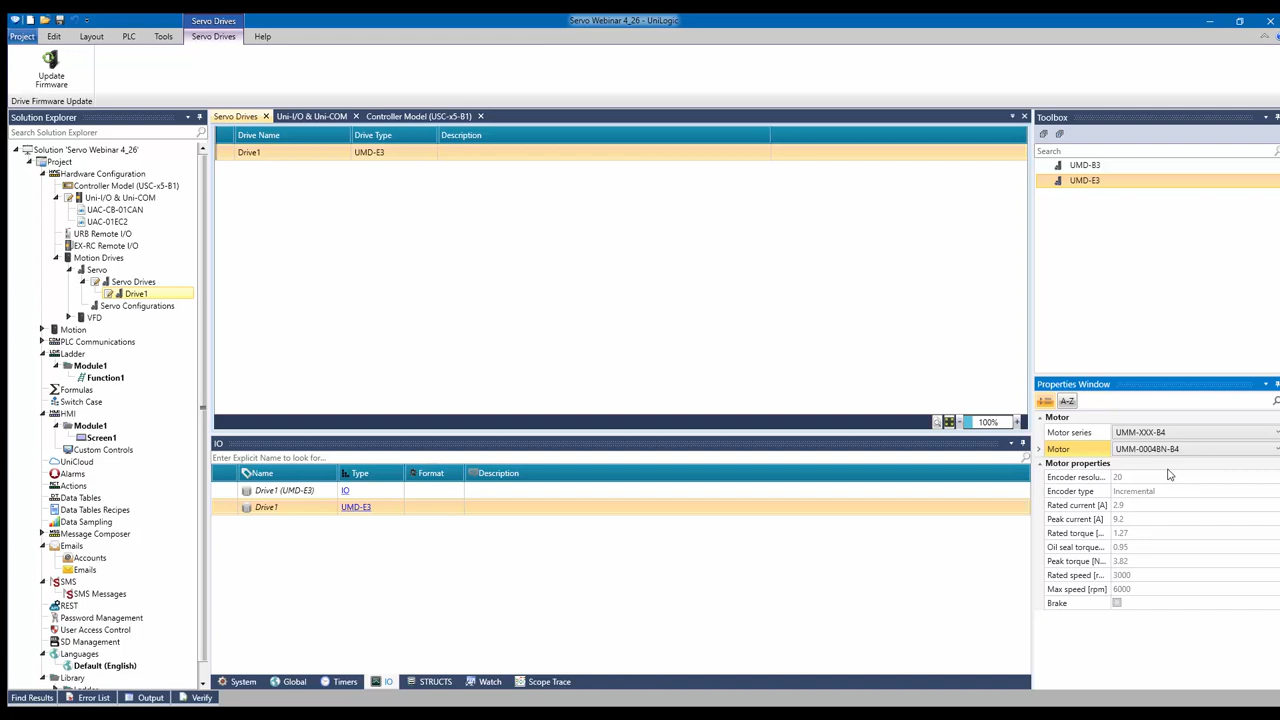 Servo Drives
Servo Webinar 4_26 - UniLogic
Project Edit Layout PLC Tools Servo Drives Help
Update
Firmware
Drive Firmware Update
Solution Explorer
Search Solution Explorer
Solution 'Servo Webinar 4_26'
Project
Hardware Configuration
Controller Model (USC-x5-B1)
Uni-I/O & Uni-COM
UAC-CB-01CAN
UAC-01EC2
URB Remote I/O
EX-RC Remote I/O
Motion Drives
Servo
Servo Drives
Drive1
Servo Configurations
VFD
Motion
PLC Communications
Ladder
Module1
Function1
Formulas
Switch Case
HMI
Module1
Screen1
Custom Controls
UniCloud
Alarms
Actions
Data Tables
Data Tables Recipes
Data Sampling
Message Composer
Emails
Accounts
Emails
SMS
SMS Messages
REST
Password Management
User Access Control
SD Management
Languages
Default (English)
Library
Find Results Error List Output Verify
Servo Drives Uni-I/O & Uni-COM Controller Model (USC-x5-B1)
Drive Name Drive Type Description
Drive1 UMD-E3
100%
IO
Enter Explicit Name to look for...
Name Type Format Description
Drive1 (UMD-E3) IO
Drive1 UMD-E3
System Global Timers IO STRUCTS Watch Scope Trace
Toolbox
Search
UMD-B3
UMD-E3
Properties Window
A-Z
Motor
Motor series UMM-XXX-B4
Motor UMM-0004BN-B4
Motor properties
Encoder resolu... 20
Encoder type Incremental
Rated current [A] 2.9
Peak current [A] 9.2
Rated torque [... 1.27
Oil seal torque... 0.95
Peak torque [N... 3.82
Rated speed [r... 3000
Max speed [rpm] 6000
Brake